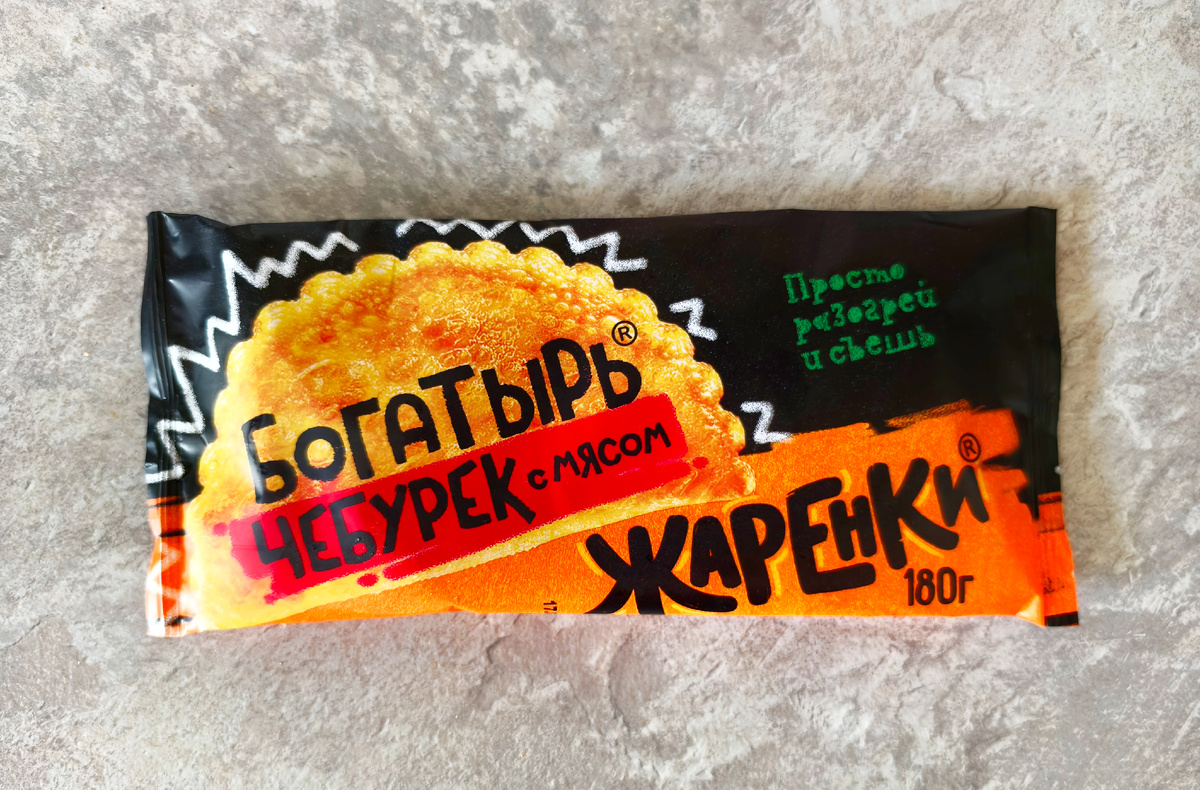 Просто
разогрей
и съешь
БОГАТЫРЬ®
ЧЕБУРЕК С МЯСОМ
ЖАРЕНКИ®
180г